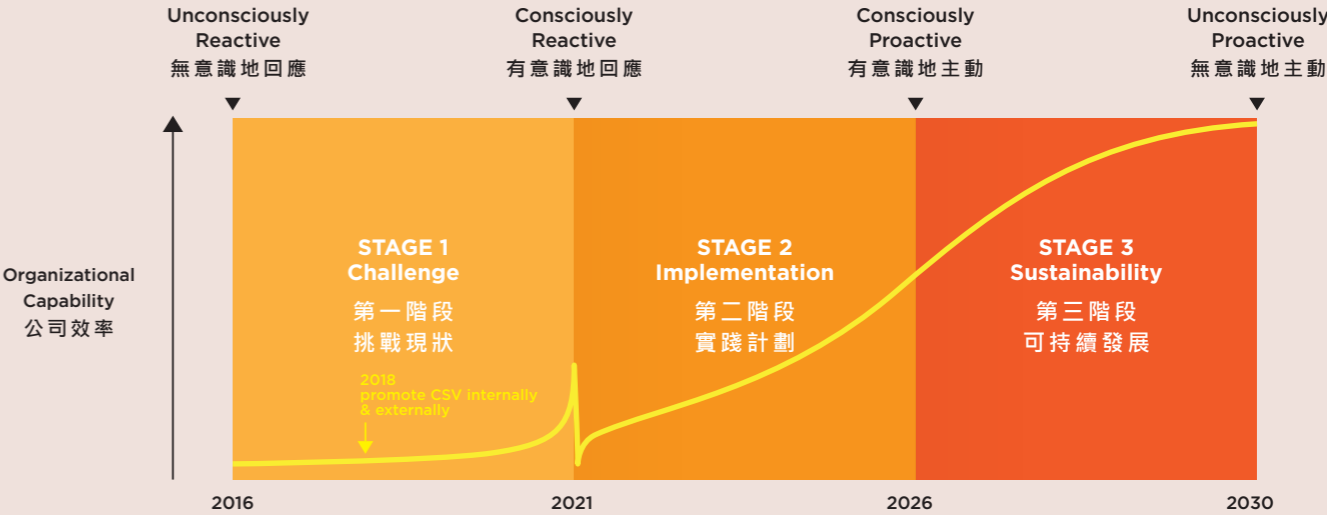 Unconsciously
Reactive
無意識地回應
Consciously
Reactive
有意識地回應
Consciously
Proactive
有意識地主動
Unconsciously
Proactive
無意識地主動
Organizational
Capability
公司效率
STAGE 1
Challenge
第一階段
挑戰現狀
2018
promote CSV internally
& externally
STAGE 2
Implementation
第二階段
實踐計劃
STAGE 3
Sustainability
第三階段
可持續發展
2016
2021
2026
2030